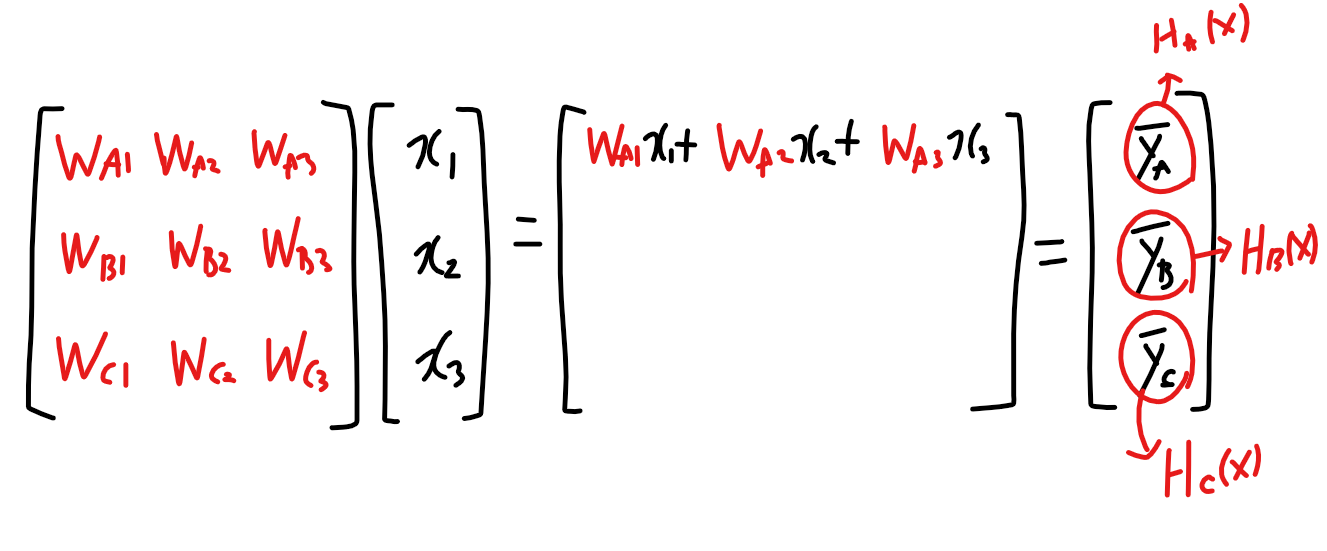 H_A(X)
[W_A1 W_A2 W_A3] [x_1] = [W_A1 x_1 + W_A2 x_2 + W_A3 x_3] = [ȳ_A]
[W_B1 W_B2 W_B3] [x_2] [ȳ_B] → H_B(X)
[W_C1 W_C2 W_C3] [x_3] [ȳ_C]
H_C(X)